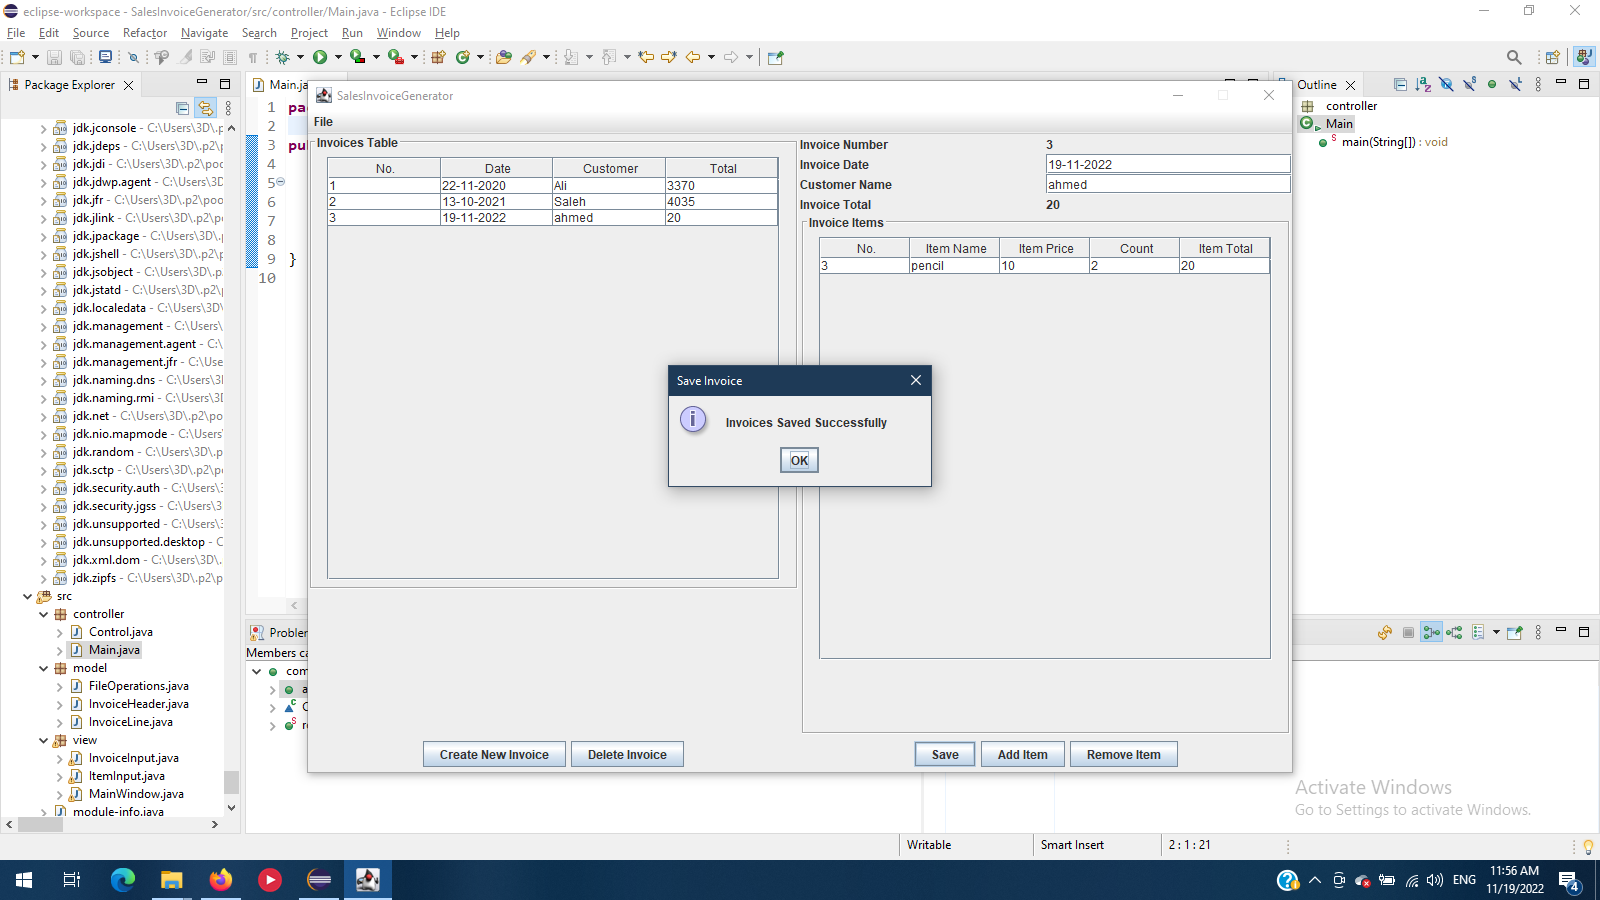 eclipse-workspace - SalesInvoiceGenerator/src/controller/Main.java - Eclipse IDE
File Edit Source Refactor Navigate Search Project Run Window Help
Package Explorer
jdk.jconsole - C:\Users\3D\.p
jdk.jdeps - C:\Users\3D\.p2\p
jdk.jdi - C:\Users\3D\.p2\poo
jdk.jdwp.agent - C:\Users\3
jdk.jfr - C:\Users\3D\.p2\poo
jdk.jlink - C:\Users\3D\.p2\p
jdk.jpackage - C:\Users\3D\.
jdk.jshell - C:\Users\3D\.p2\
jdk.jsobject - C:\Users\3D\.
jdk.jstatd - C:\Users\3D\.p2\
jdk.localedata - C:\Users\3D\
jdk.management - C:\Users
jdk.management.agent - C:\
jdk.management.jfr - C:\Use
jdk.naming.dns - C:\Users\3
jdk.naming.rmi - C:\Users\3
jdk.net - C:\Users\3D\.p2\po
jdk.nio.mapmode - C:\Users
jdk.random - C:\Users\3D\.p
jdk.sctp - C:\Users\3D\.p2\p
jdk.security.auth - C:\Users\
jdk.security.jgss - C:\Users\3
jdk.unsupported - C:\Users\
jdk.unsupported.desktop - C
jdk.xml.dom - C:\Users\3D\.
jdk.zipfs - C:\Users\3D\.p2\p
src
controller
Control.java
Main.java
model
FileOperations.java
InvoiceHeader.java
InvoiceLine.java
view
InvoiceInput.java
ItemInput.java
MainWindow.java
module-info.java
Main.ja
1 pa
2
3 pu
4
5
6
7
8
9 }
10
Problem
Members ca
com
a
C
r
SalesInvoiceGenerator
File
Invoices Table
No. Date Customer Total
1 22-11-2020 Ali 3370
2 13-10-2021 Saleh 4035
3 19-11-2022 ahmed 20
Create New Invoice Delete Invoice
Invoice Number 3
Invoice Date 19-11-2022
Customer Name ahmed
Invoice Total 20
Invoice Items
No. Item Name Item Price Count Item Total
3 pencil 10 2 20
Save Add Item Remove Item
Save Invoice
Invoices Saved Successfully
OK
Outline
controller
Main
main(String[]) : void
Activate Windows
Go to Settings to activate Windows.
Writable Smart Insert 2 : 1 : 21
ENG
11:56 AM
11/19/2022
4